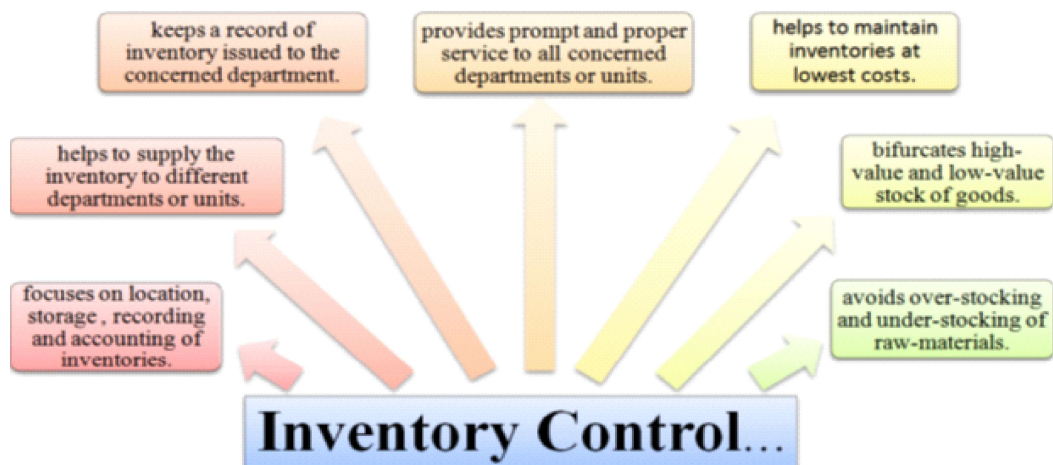 keeps a record of
inventory issued to the
concerned department.
provides prompt and proper
service to all concerned
departments or units.
helps to maintain
inventories at
lowest costs.
helps to supply the
inventory to different
departments or units.
bifurcates high-
value and low-value
stock of goods.
focuses on location,
storage , recording
and accounting of
inventories.
avoids over-stocking
and under-stocking of
raw-materials.
Inventory Control...